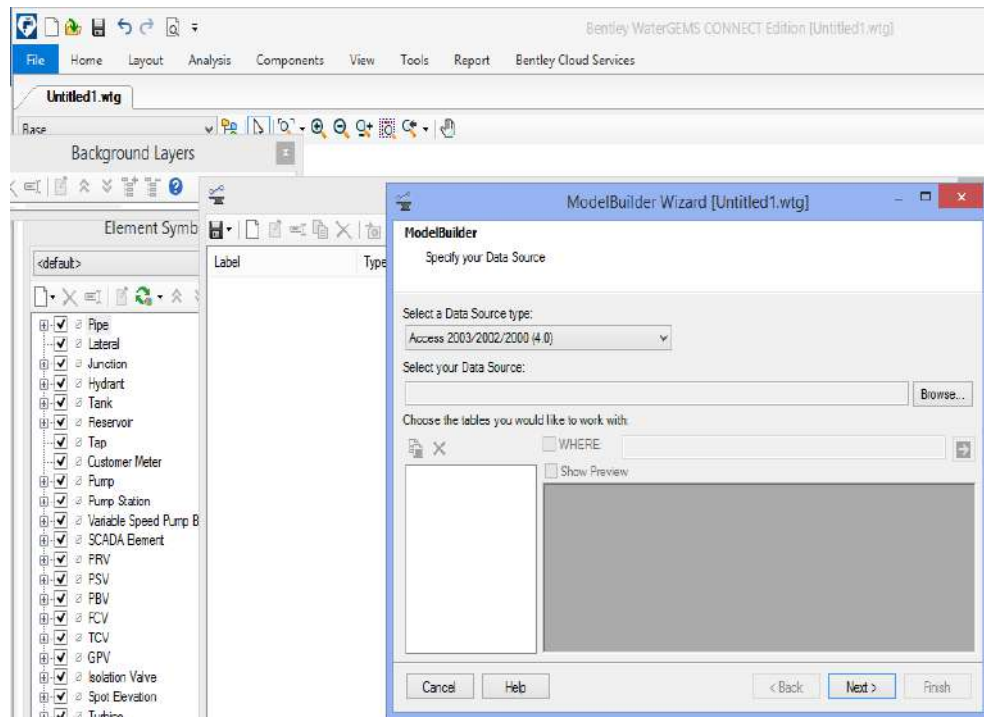 Bentley WaterGEMS CONNECT Edition [Untitled1.wtg]
File Home Layout Analysis Components View Tools Report Bentley Cloud Services
Untitled1.wtg
Base
Background Layers
Element Symb
<default>
Pipe
Lateral
Junction
Hydrant
Tank
Reservoir
Tap
Customer Meter
Pump
Pump Station
Variable Speed Pump B
SCADA Element
PRV
PSV
PBV
FCV
TCV
GPV
Isolation Valve
Spot Elevation
Turbine
Label Type
ModelBuilder Wizard [Untitled1.wtg]
ModelBuilder
Specify your Data Source
Select a Data Source type:
Access 2003/2002/2000 (4.0)
Select your Data Source:
Browse...
Choose the tables you would like to work with:
WHERE:
Show Preview
Cancel Help < Back Next > Finish